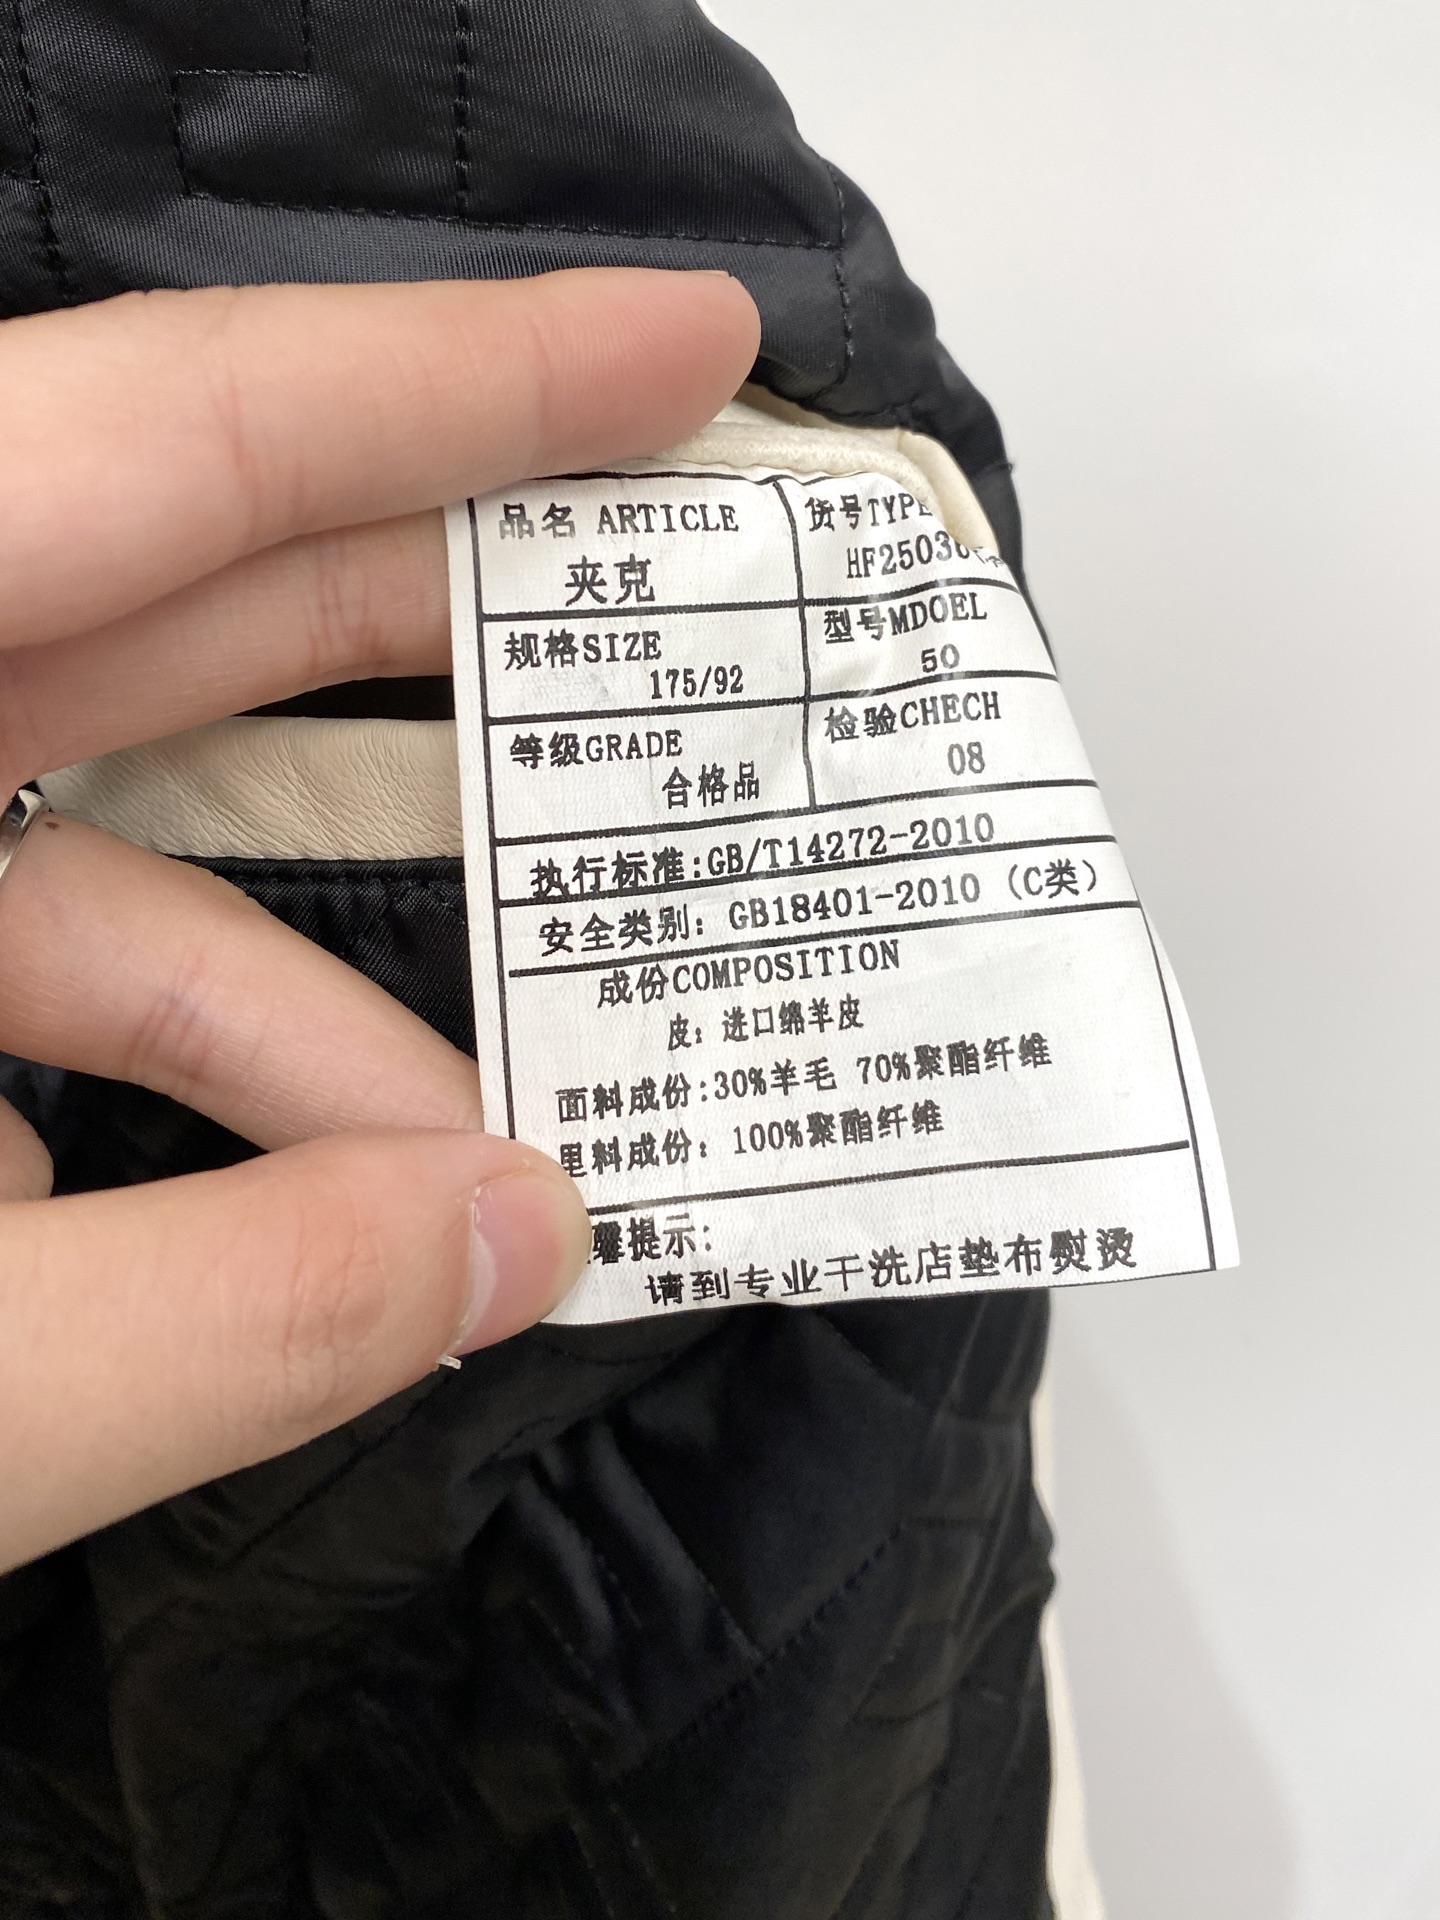 品名 ARTICLE
夹克
货号TYPE
HF25030
规格SIZE
175/92
型号MDOEL
50
等级GRADE
合格品
检验CHECH
08
执行标准:GB/T14272-2010
安全类别: GB18401-2010 (C类)
成份COMPOSITION
皮: 进口绵羊皮
面料成份:30%羊毛 70%聚酯纤维
里料成份: 100%聚酯纤维
馨提示:
请到专业干洗店垫布熨烫